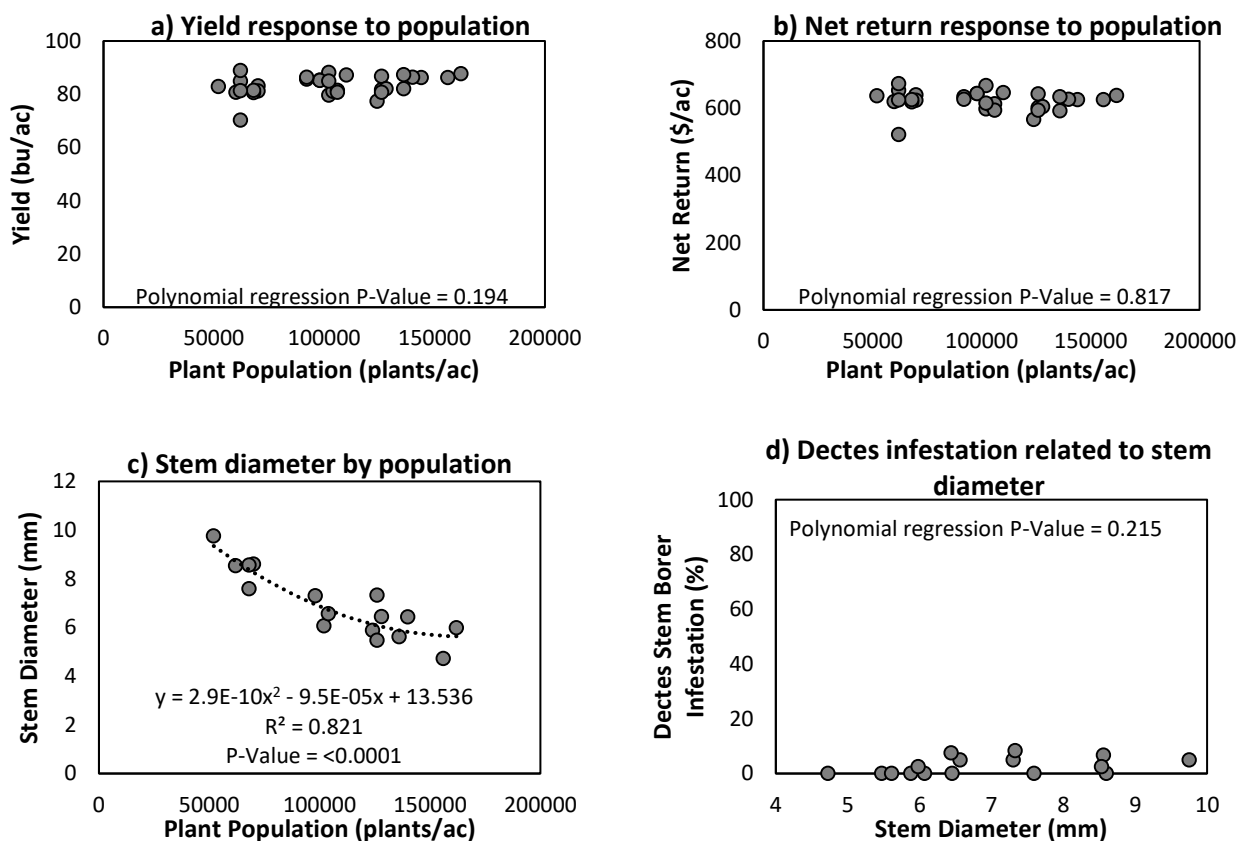 a) Yield response to population
Yield (bu/ac)
100
80
60
40
20
0
Polynomial regression P-Value = 0.194
0
50000
100000
150000
200000
Plant Population (plants/ac)
b) Net return response to population
Net Return ($/ac)
800
600
400
200
0
Polynomial regression P-Value = 0.817
0
50000
100000
150000
200000
Plant Population (plants/ac)
c) Stem diameter by population
Stem Diameter (mm)
12
10
8
6
4
2
0
y = 2.9E-10x² - 9.5E-05x + 13.536
R² = 0.821
P-Value = <0.0001
0
50000
100000
150000
200000
Plant Population (plants/ac)
d) Dectes infestation related to stem
diameter
Dectes Stem Borer
Infestation (%)
100
80
60
40
20
0
Polynomial regression P-Value = 0.215
4
5
6
7
8
9
10
Stem Diameter (mm)